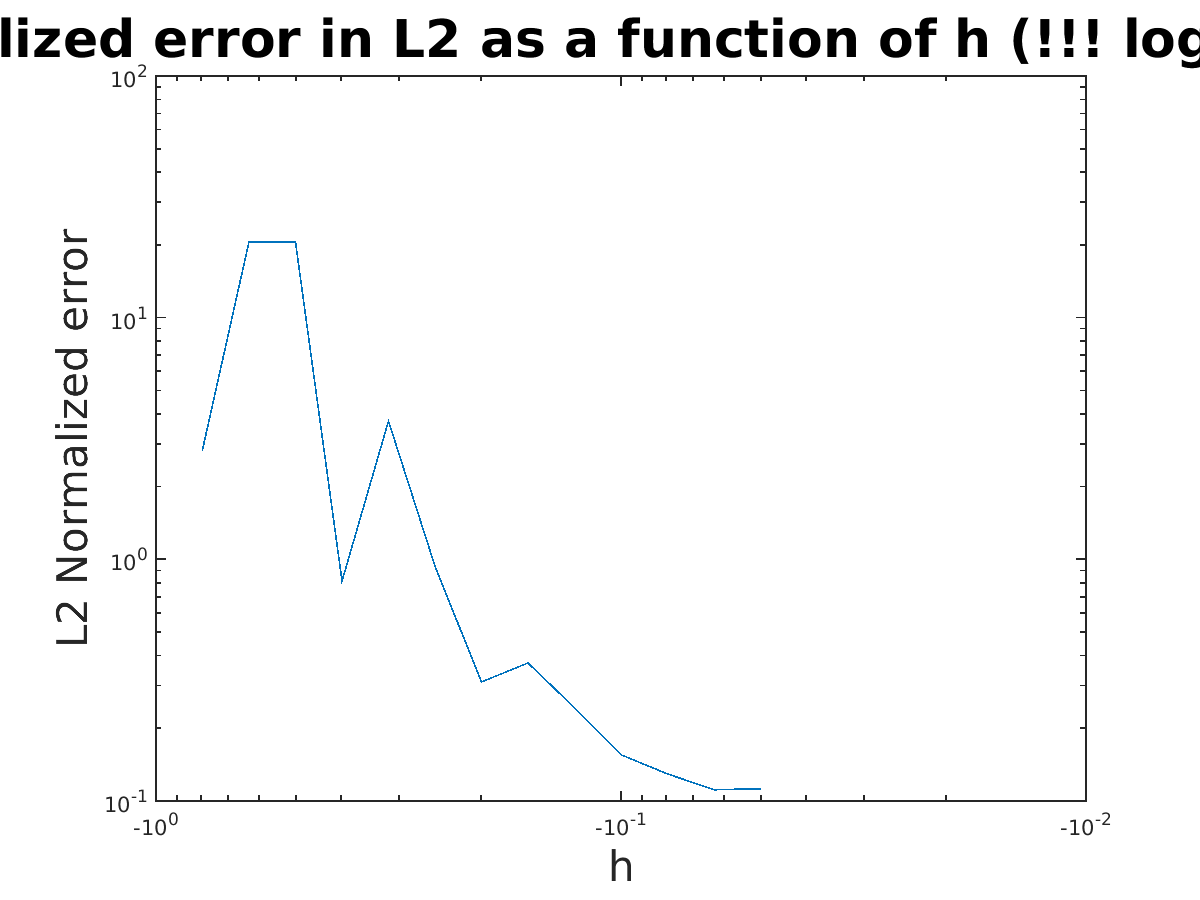 lized error in L2 as a function of h (!!! log
10^2
10^1
10^0
10^-1
L2 Normalized error
-10^0 -10^-1 -10^-2
h